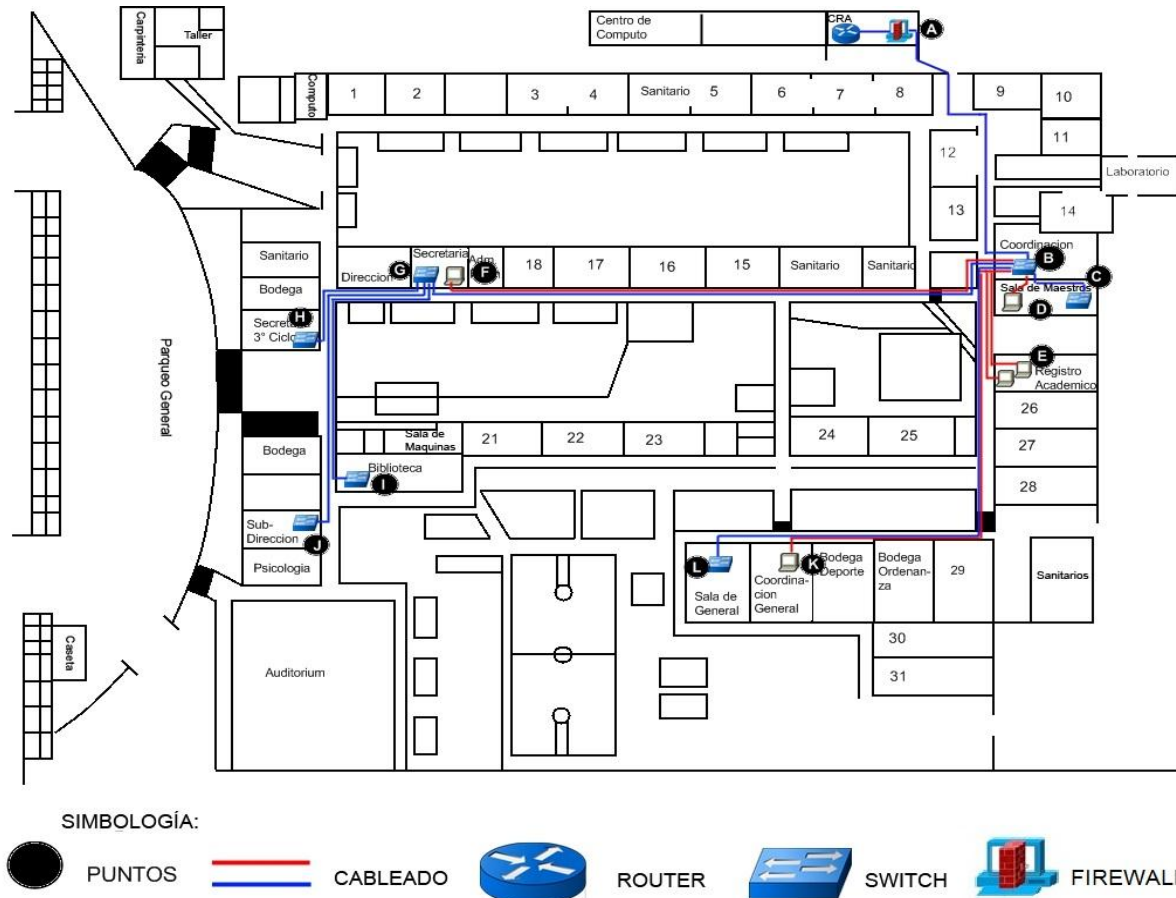 Centro de
Computo
CRA
A
Carpinteria
Taller
Computo
1
2
3
4
Sanitario
5
6
7
8
9
10
11
12
13
Laboratorio
14
Coordinacion
B
C
Sala de Maestros
D
Sanitario
Bodega
H
Secretaria
3° Ciclo
Direccion
G
Secretaria
F
Adm.
18
17
16
15
Sanitario
Sanitario
E
Registro
Academico
26
27
28
Parqueo General
Bodega
Sub-
Direccion
J
Psicologia
Sala de
Maquinas
21
22
23
24
25
Biblioteca
I
L
Sala de
General
K
Coordina-
cion
General
Bodega
Deporte
Bodega
Ordenan-
za
29
Sanitarios
30
31
Caseta
Auditorium
SIMBOLOGÍA:
PUNTOS
CABLEADO
ROUTER
SWITCH
FIREWALL